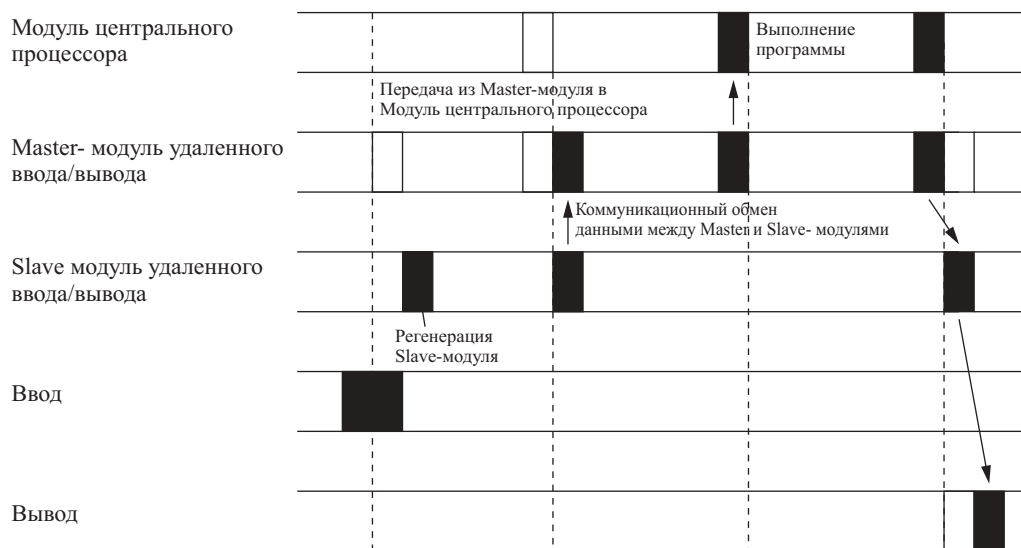 Модуль центрального
процессора
Выполнение
программы
Передача из Master-модуля в
Модуль центрального процессора
Master- модуль удаленного
ввода/вывода
Коммуникационный обмен
данными между Master и Slave- модулями
Slave модуль удаленного
ввода/вывода
Регенерация
Slave-модуля
Ввод
Вывод